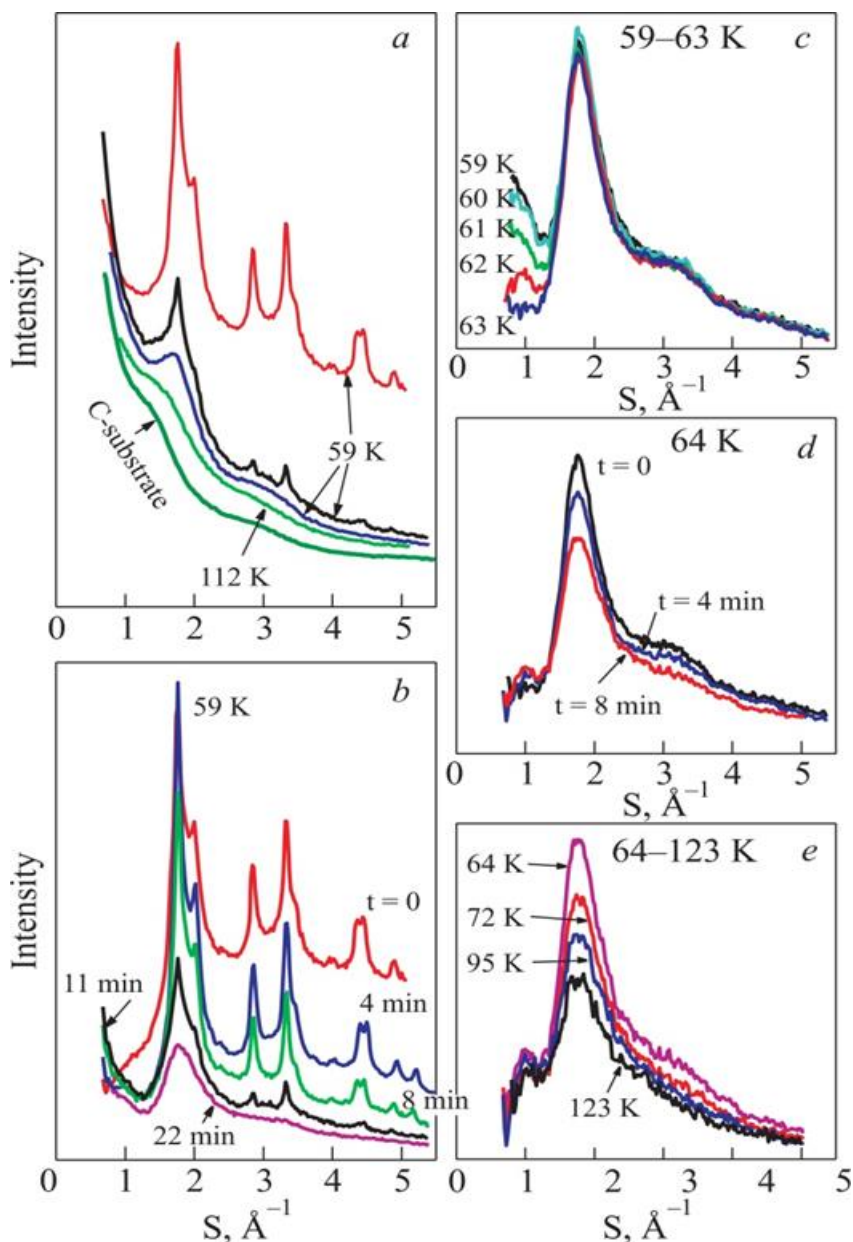 a
Intensity
C-substrate
59 K
112 K
0 1 2 3 4 5
b
59 K
t = 0
11 min
4 min
8 min
22 min
Intensity
0 1 2 3 4 5
S, Å⁻¹
59–63 K c
59 K
60 K
61 K
62 K
63 K
0 1 2 3 4 5
S, Å⁻¹
64 K d
t = 0
t = 4 min
t = 8 min
0 1 2 3 4 5
S, Å⁻¹
64–123 K e
64 K
72 K
95 K
123 K
0 1 2 3 4 5
S, Å⁻¹